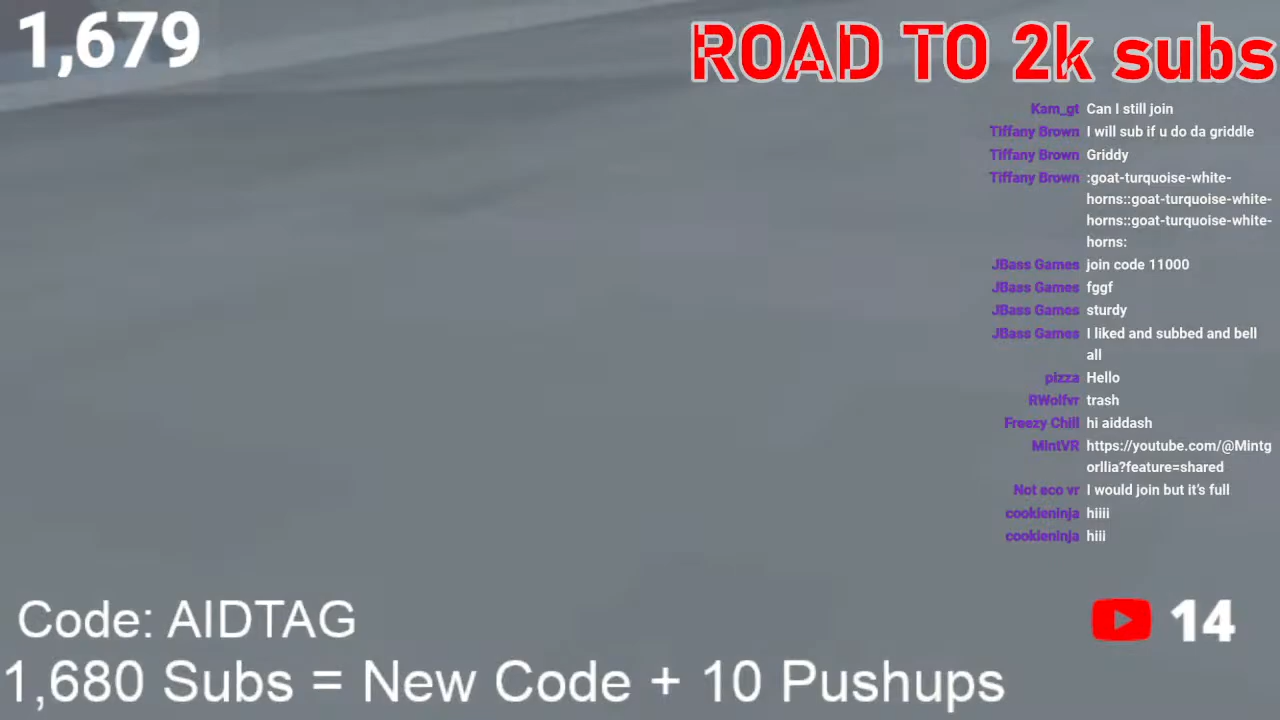 1,679
ROAD TO 2k subs
Kam_gt Can I still join
Tiffany Brown I will sub if u do da griddle
Tiffany Brown Griddy
Tiffany Brown :goat-turquoise-white-
horns::goat-turquoise-white-
horns::goat-turquoise-white-
horns:
JBass Games join code 11000
JBass Games fggf
JBass Games sturdy
JBass Games I liked and subbed and bell
all
pizza Hello
RWolfvr trash
Freezy Chill hi aiddash
MintVR https://youtube.com/@Mintg
orllia?feature=shared
Not eco vr I would join but it's full
cookieninja hiiii
cookieninja hiii
Code: AIDTAG
14
1,680 Subs = New Code + 10 Pushups